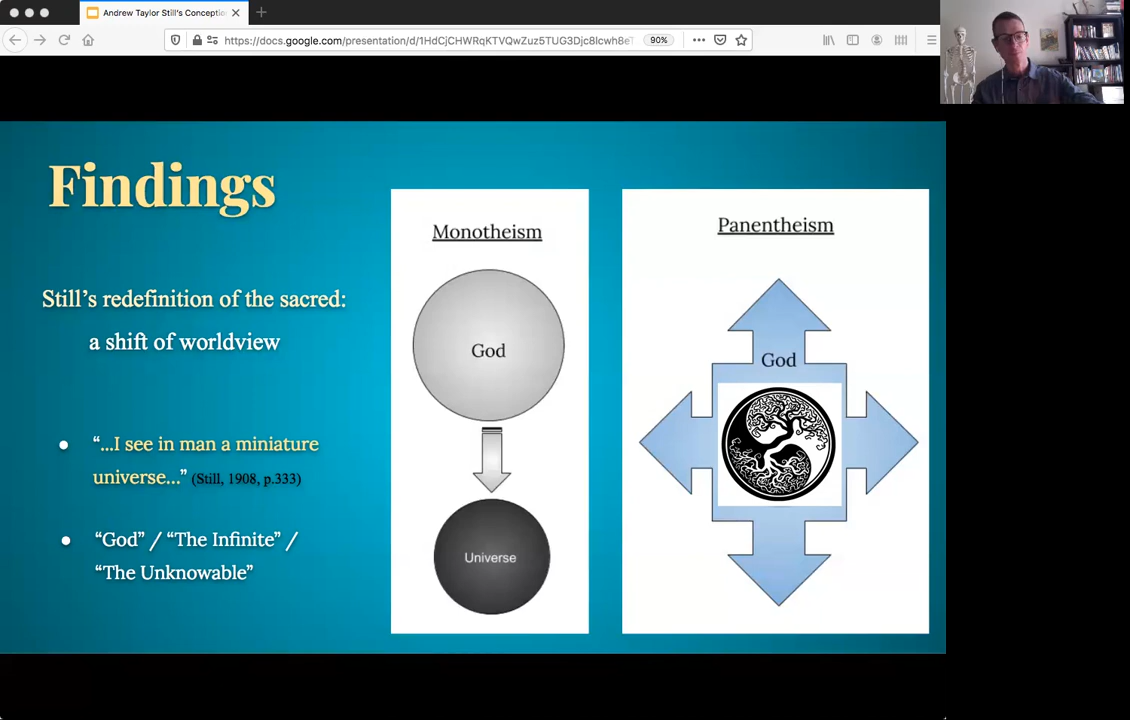 Andrew Taylor Still's Conceptio
https://docs.google.com/presentation/d/1HdCjCHWRqKTVQwZuz5TUG3Djc8lcwh8eT
90%
Findings
Still's redefinition of the sacred:
a shift of worldview
● “...I see in man a miniature
universe...” (Still, 1908, p.333)
● “God” / “The Infinite” /
“The Unknowable”
Monotheism
God
Universe
Panentheism
God